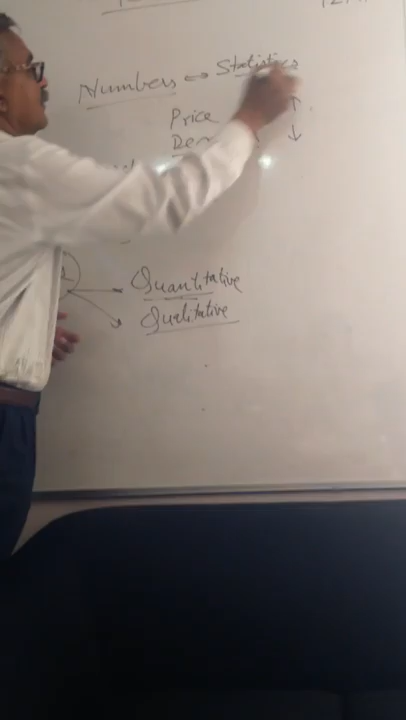 Numbers ↔ Statistics
Price ↑
↓
Quantitative
Qualitative